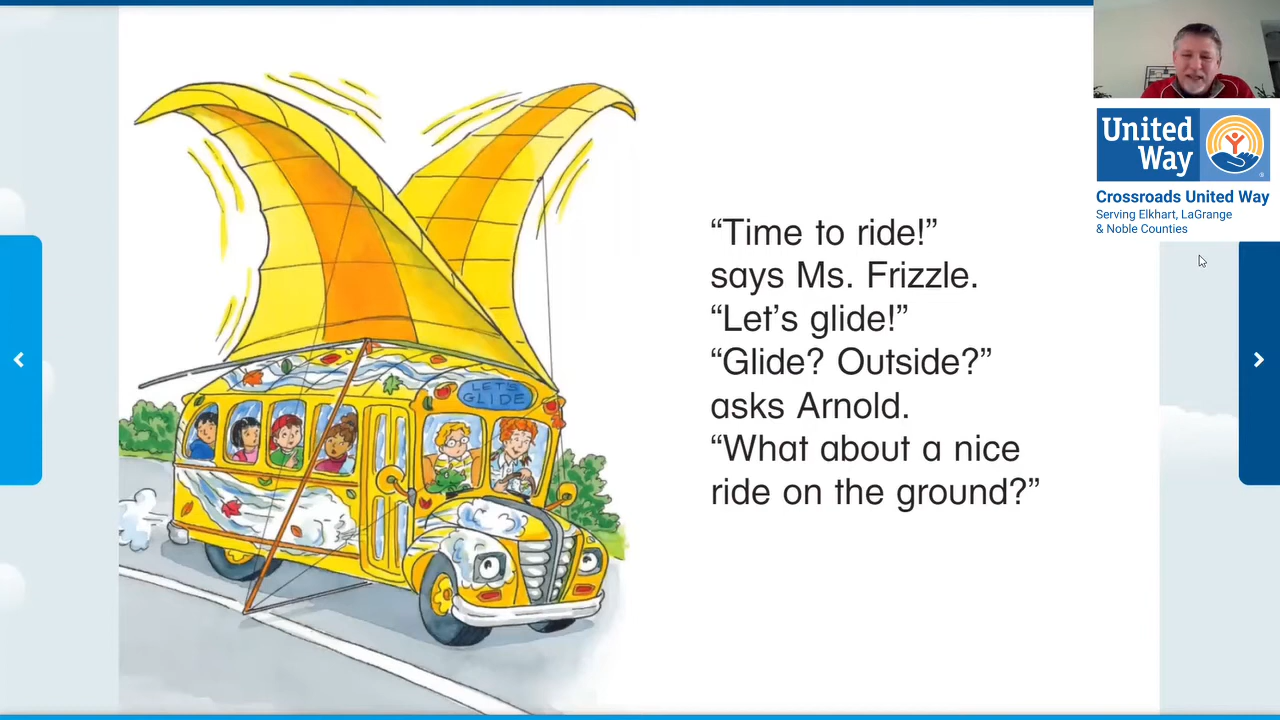 “Time to ride!”
says Ms. Frizzle.
“Let’s glide!”
“Glide? Outside?”
asks Arnold.
“What about a nice
ride on the ground?”
LET'S
GLIDE
United
Way
Crossroads United Way
Serving Elkhart, LaGrange
& Noble Counties